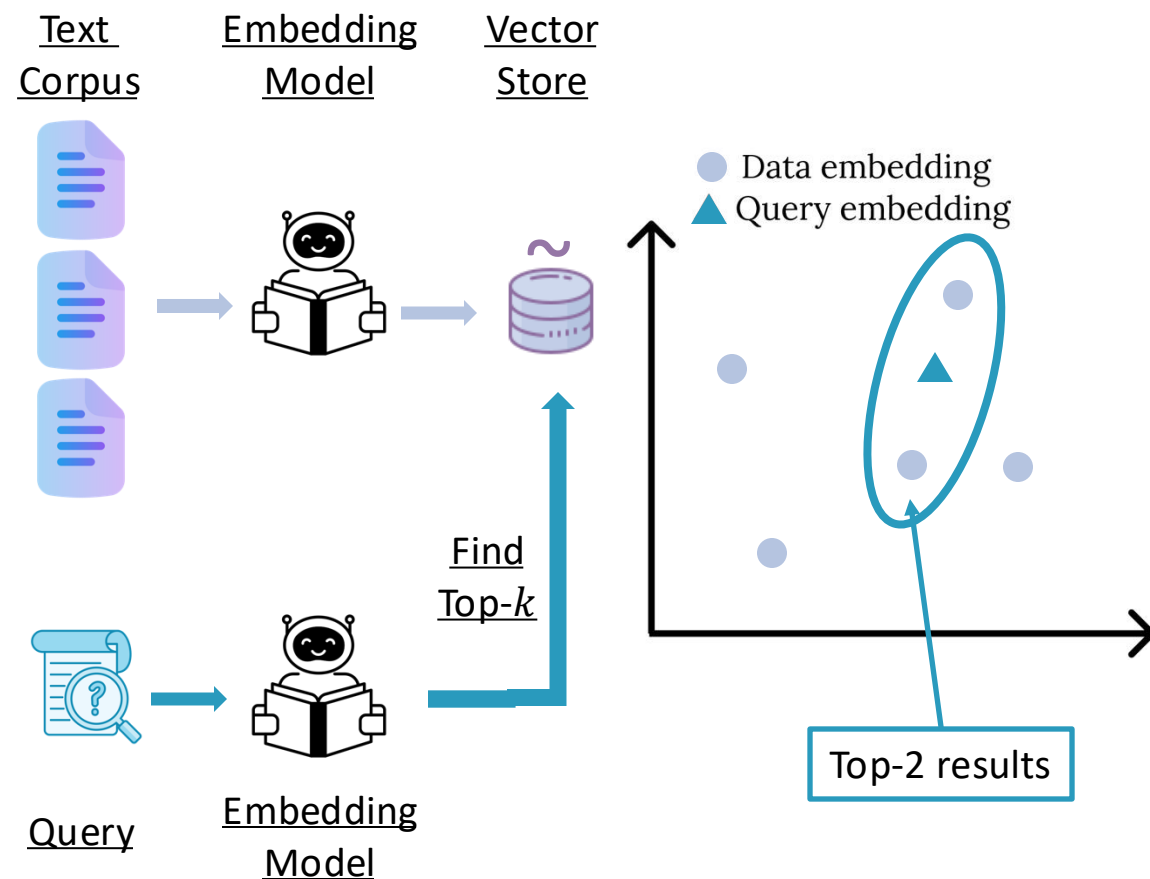 Text
Corpus
Embedding
Model
Vector
Store
Data embedding
Query embedding
Find
Top-k
?
Top-2 results
Query
Embedding
Model